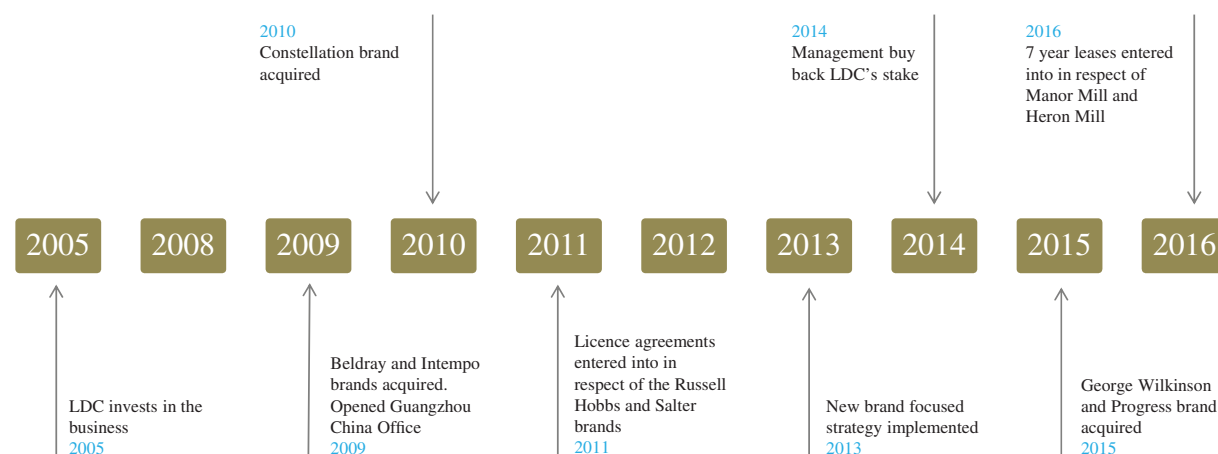 2010
Constellation brand
acquired
2014
Management buy
back LDC’s stake
2016
7 year leases entered
into in respect of
Manor Mill and
Heron Mill
2005
2008
2009
2010
2011
2012
2013
2014
2015
2016
LDC invests in the
business
2005
Beldray and Intempo
brands acquired.
Opened Guangzhou
China Office
2009
Licence agreements
entered into in
respect of the Russell
Hobbs and Salter
brands
2011
New brand focused
strategy implemented
2013
George Wilkinson
and Progress brand
acquired
2015